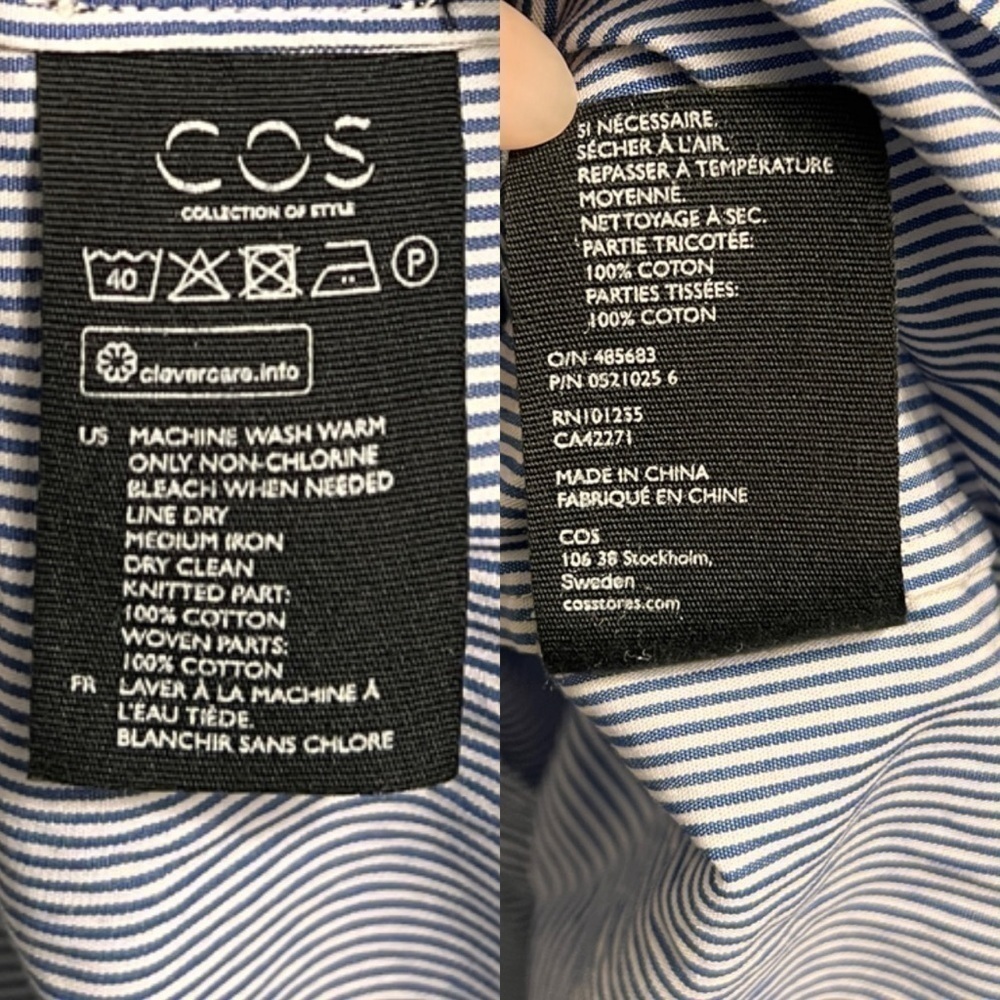 COS
COLLECTION OF STYLE
40
P
clevercare.info
US MACHINE WASH WARM
ONLY NON-CHLORINE
BLEACH WHEN NEEDED
LINE DRY
MEDIUM IRON
DRY CLEAN
KNITTED PART:
100% COTTON
WOVEN PARTS:
100% COTTON
FR LAVER À LA MACHINE À
L'EAU TIÈDE.
BLANCHIR SANS CHLORE
SI NÉCESSAIRE.
SÉCHER À L'AIR.
REPASSER À TEMPÉRATURE
MOYENNE.
NETTOYAGE À SEC.
PARTIE TRICOTÉE:
100% COTON
PARTIES TISSÉES:
100% COTON
O/N 485683
P/N 0521025 6
RN101255
CA42271
MADE IN CHINA
FABRIQUÉ EN CHINE
COS
106 38 Stockholm,
Sweden
cosstores.com